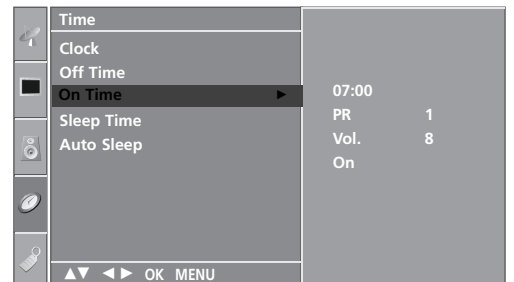 Time
Clock
Off Time
On Time ►
Sleep Time
Auto Sleep
07:00
PR 1
Vol. 8
On
▲▼ ◄► OK MENU